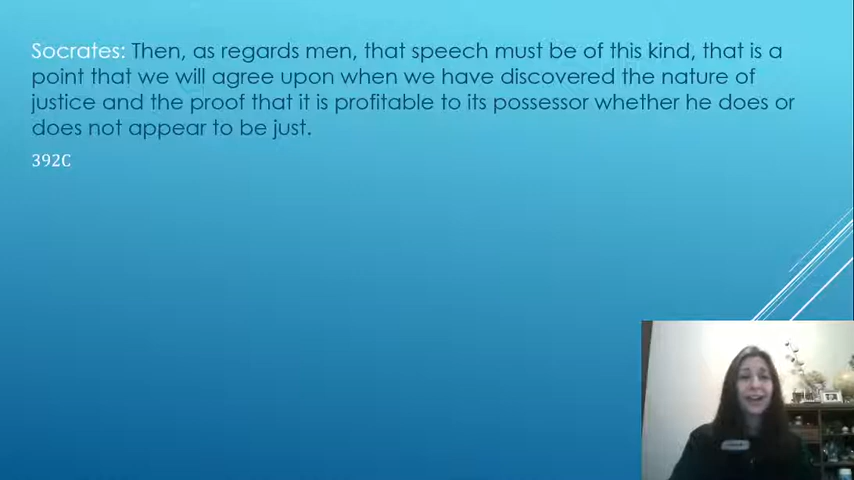 Socrates: Then, as regards men, that speech must be of this kind, that is a
point that we will agree upon when we have discovered the nature of
justice and the proof that it is profitable to its possessor whether he does or
does not appear to be just.
392C